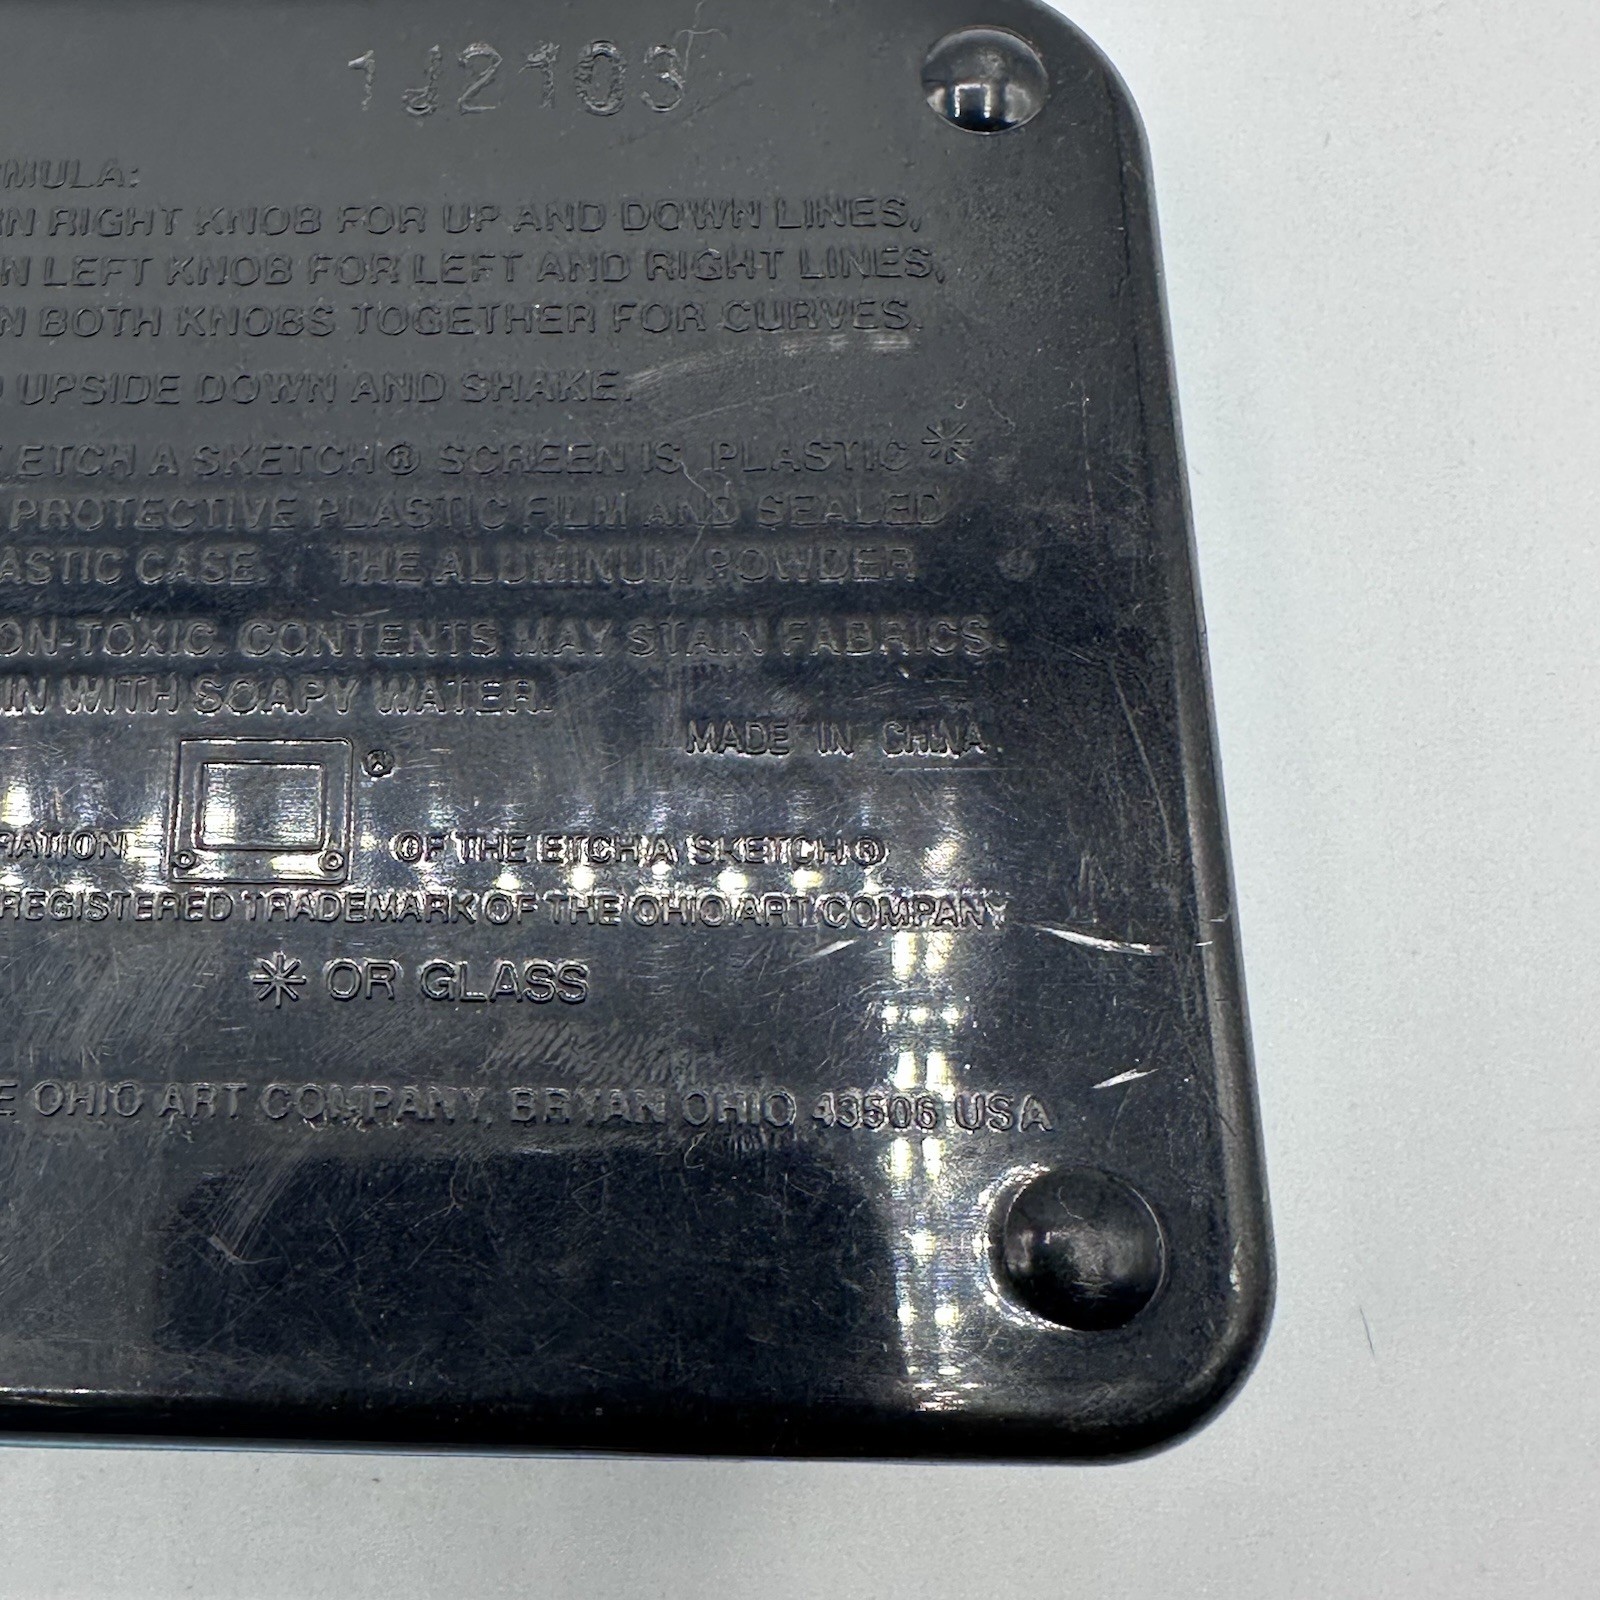 1J2103
MULA:
RIGHT KNOB FOR UP AND DOWN LINES,
LEFT KNOB FOR LEFT AND RIGHT LINES,
BOTH KNOBS TOGETHER FOR CURVES.
UPSIDE DOWN AND SHAKE.
ETCH A SKETCH® SCREEN IS PLASTIC*
PROTECTIVE PLASTIC FILM AND SEALED
ASTIC CASE. THE ALUMINUM POWDER
ON-TOXIC. CONTENTS MAY STAIN FABRICS.
IN WITH SOAPY WATER.
MADE IN CHINA
®
RATION OF THE ETCH A SKETCH®
REGISTERED TRADEMARK OF THE OHIO ART COMPANY
* OR GLASS
E OHIO ART COMPANY, BRYAN OHIO 43506 USA